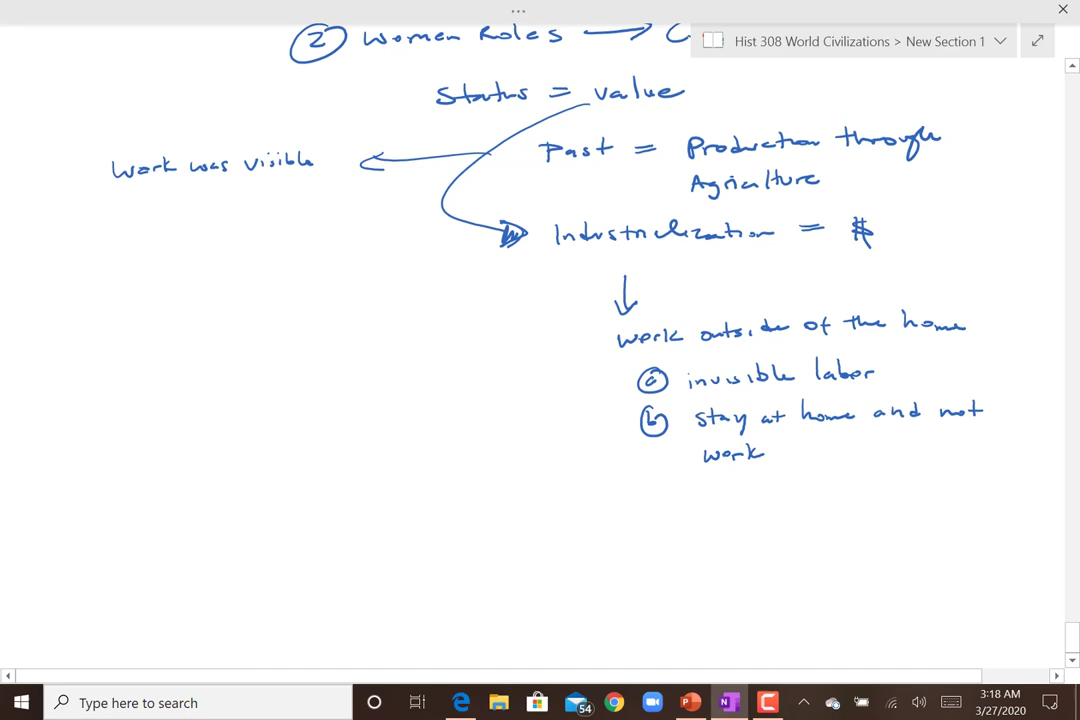 ② Women Roles → C
Hist 308 World Civilizations > New Section 1
Status = value
Past = Production through
Agriculture
Work was visible
Industrialization = $
↓
work outside of the home
ⓐ invisible labor
ⓑ stay at home and not
work
Type here to search
54
3:18 AM
3/27/2020